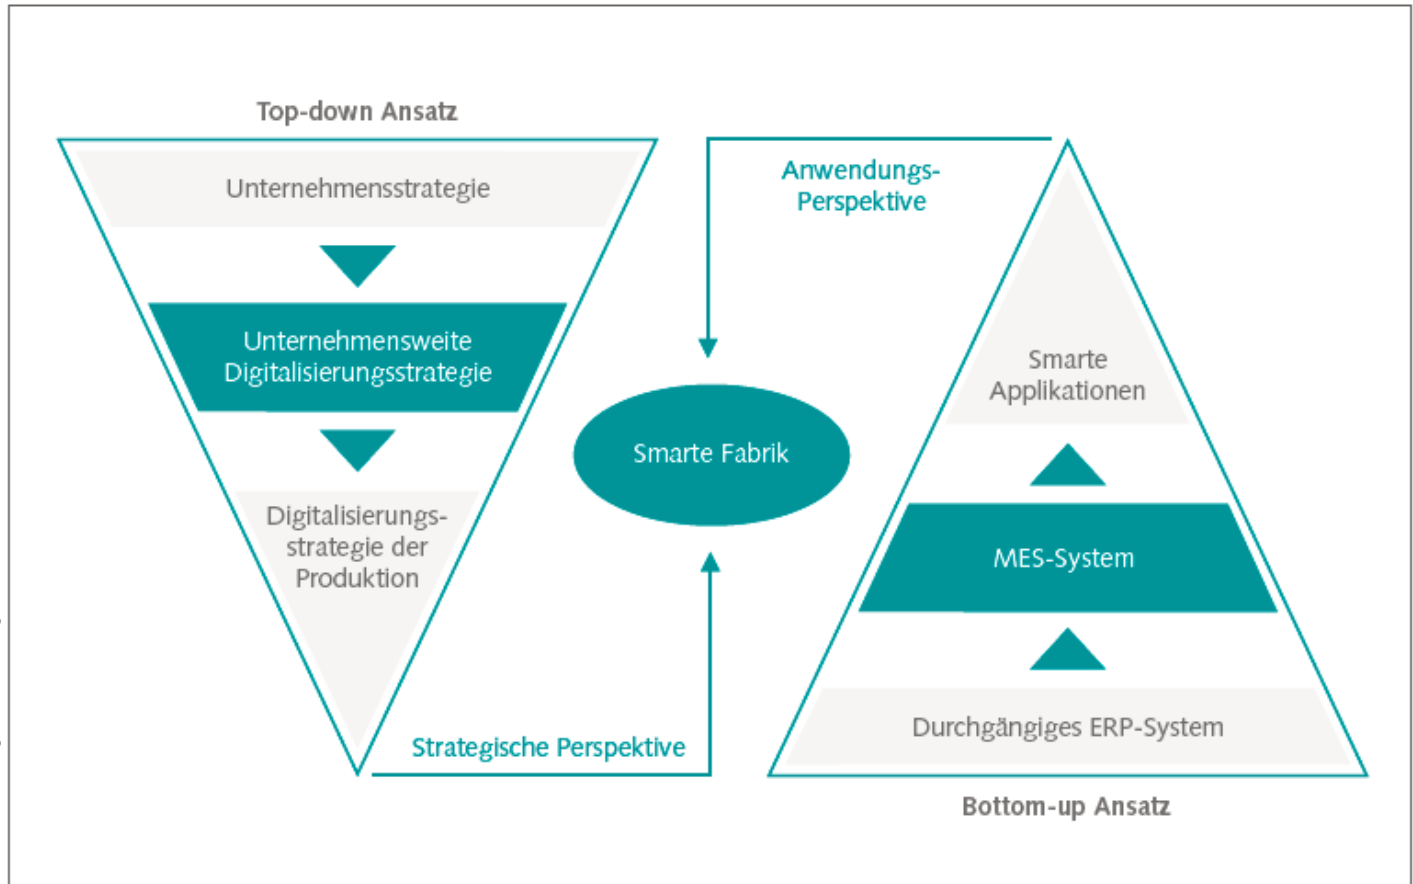 Top-down Ansatz
Unternehmensstrategie
Unternehmensweite
Digitalisierungsstrategie
Digitalisierungs-
strategie der
Produktion
Strategische Perspektive
Anwendungs-
Perspektive
Smarte Fabrik
Smarte
Applikationen
MES-System
Durchgängiges ERP-System
Bottom-up Ansatz